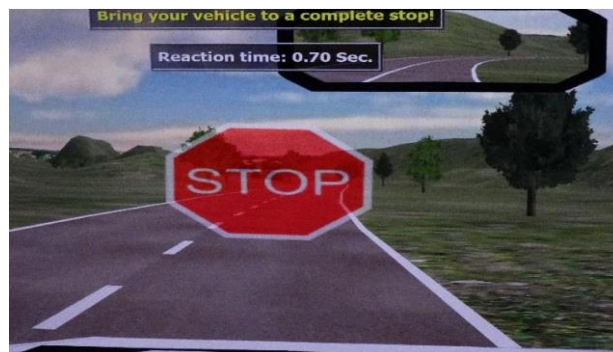 Bring your vehicle to a complete stop!
Reaction time: 0.70 Sec.
STOP